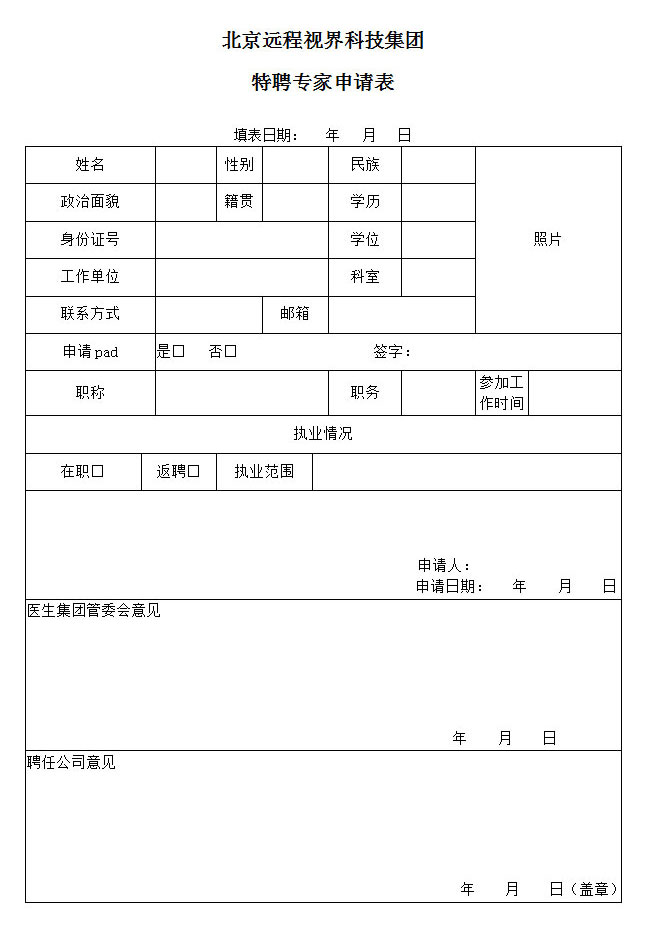 北京远程视界科技集团
特聘专家申请表
填表日期： 年 月 日
姓名 性别 民族
政治面貌 籍贯 学历
身份证号 学位 照片
工作单位 科室
联系方式 邮箱
申请pad 是□ 否□ 签字：
职称 职务 参加工
作时间
执业情况
在职□ 返聘□ 执业范围
申请人：
申请日期： 年 月 日
医生集团管委会意见
年 月 日
聘任公司意见
年 月 日（盖章）